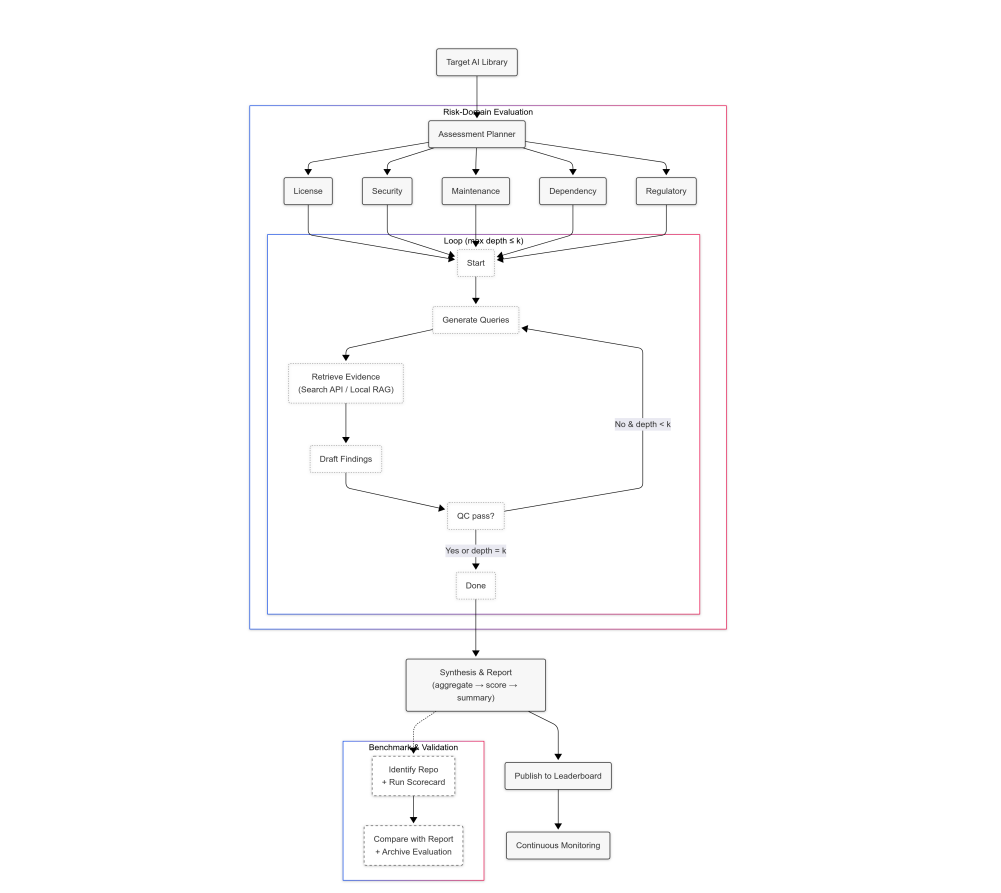 Target AI Library
Risk-Domain Evaluation
Assessment Planner
License
Security
Maintenance
Dependency
Regulatory
Loop (max depth ≤ k)
Start
Generate Queries
Retrieve Evidence
(Search API / Local RAG)
No & depth < k
Draft Findings
QC pass?
Yes or depth = k
Done
Synthesis & Report
(aggregate → score →
summary)
Benchmark & Validation
Identify Repo
+ Run Scorecard
Publish to Leaderboard
Compare with Report
+ Archive Evaluation
Continuous Monitoring